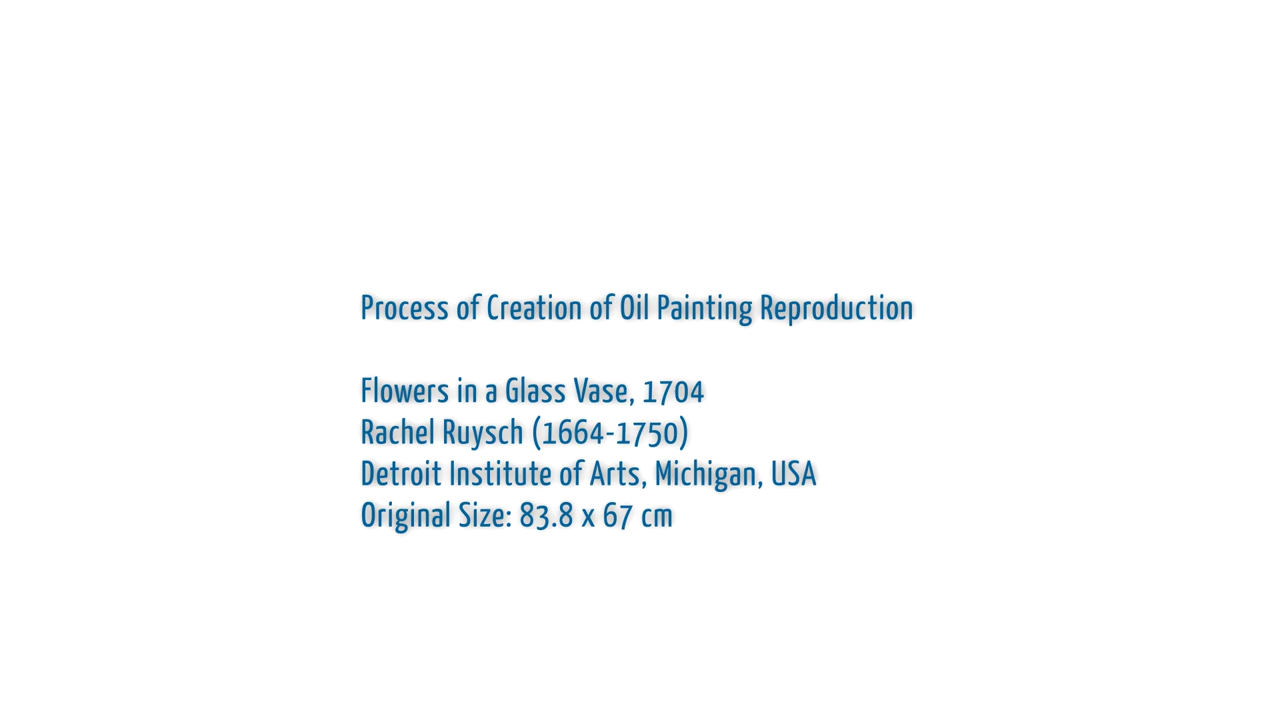 Process of Creation of Oil Painting Reproduction
Flowers in a Glass Vase, 1704
Rachel Ruysch (1664-1750)
Detroit Institute of Arts, Michigan, USA
Original Size: 83.8 x 67 cm